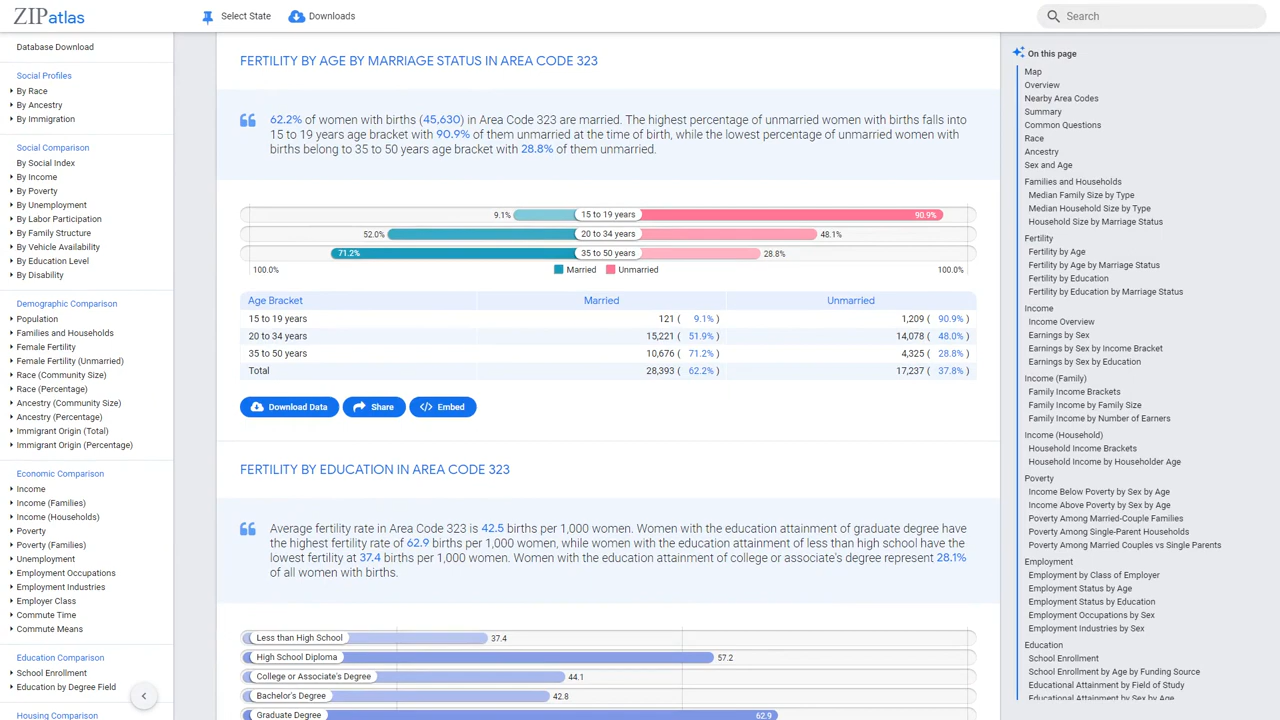 ZIPatlas
Select State
Downloads
Search
Database Download
Social Profiles
By Race
By Ancestry
By Immigration
Social Comparison
By Social Index
By Income
By Poverty
By Unemployment
By Labor Participation
By Family Structure
By Vehicle Availability
By Education Level
By Disability
Demographic Comparison
Population
Families and Households
Female Fertility
Female Fertility (Unmarried)
Race (Community Size)
Race (Percentage)
Ancestry (Community Size)
Ancestry (Percentage)
Immigrant Origin (Total)
Immigrant Origin (Percentage)
Economic Comparison
Income
Income (Families)
Income (Households)
Poverty
Poverty (Families)
Unemployment
Employment Occupations
Employment Industries
Employer Class
Commute Time
Commute Means
Education Comparison
School Enrollment
Education by Degree Field
Housing Comparison
FERTILITY BY AGE BY MARRIAGE STATUS IN AREA CODE 323
62.2% of women with births (45,630) in Area Code 323 are married. The highest percentage of unmarried women with births falls into
15 to 19 years age bracket with 90.9% of them unmarried at the time of birth, while the lowest percentage of unmarried women with
births belong to 35 to 50 years age bracket with 28.8% of them unmarried.
9.1% 15 to 19 years 90.9%
52.0% 20 to 34 years 48.1%
71.2% 35 to 50 years 28.8%
100.0% Married Unmarried 100.0%
Age Bracket Married Unmarried
15 to 19 years 121 ( 9.1% ) 1,209 ( 90.9% )
20 to 34 years 15,221 ( 51.9% ) 14,078 ( 48.0% )
35 to 50 years 10,676 ( 71.2% ) 4,325 ( 28.8% )
Total 28,393 ( 62.2% ) 17,237 ( 37.8% )
Download Data
Share
Embed
FERTILITY BY EDUCATION IN AREA CODE 323
Average fertility rate in Area Code 323 is 42.5 births per 1,000 women. Women with the education attainment of graduate degree have
the highest fertility rate of 62.9 births per 1,000 women, while women with the education attainment of less than high school have the
lowest fertility at 37.4 births per 1,000 women. Women with the education attainment of college or associate's degree represent 28.1%
of all women with births.
Less than High School 37.4
High School Diploma 57.2
College or Associate's Degree 44.1
Bachelor's Degree 42.8
Graduate Degree 62.9
On this page
Map
Overview
Nearby Area Codes
Summary
Common Questions
Race
Ancestry
Sex and Age
Families and Households
Median Family Size by Type
Median Household Size by Type
Household Size by Marriage Status
Fertility
Fertility by Age
Fertility by Age by Marriage Status
Fertility by Education
Fertility by Education by Marriage Status
Income
Income Overview
Earnings by Sex
Earnings by Sex by Income Bracket
Earnings by Sex by Education
Income (Family)
Family Income Brackets
Family Income by Family Size
Family Income by Number of Earners
Income (Household)
Household Income Brackets
Household Income by Householder Age
Poverty
Income Below Poverty by Sex by Age
Income Above Poverty by Sex by Age
Poverty Among Married-Couple Families
Poverty Among Single-Parent Households
Poverty Among Married Couples vs Single Parents
Employment
Employment by Class of Employer
Employment Status by Age
Employment Status by Education
Employment Occupations by Sex
Employment Industries by Sex
Education
School Enrollment
School Enrollment by Age by Funding Source
Educational Attainment by Field of Study
Educational Attainment by Sex by Age